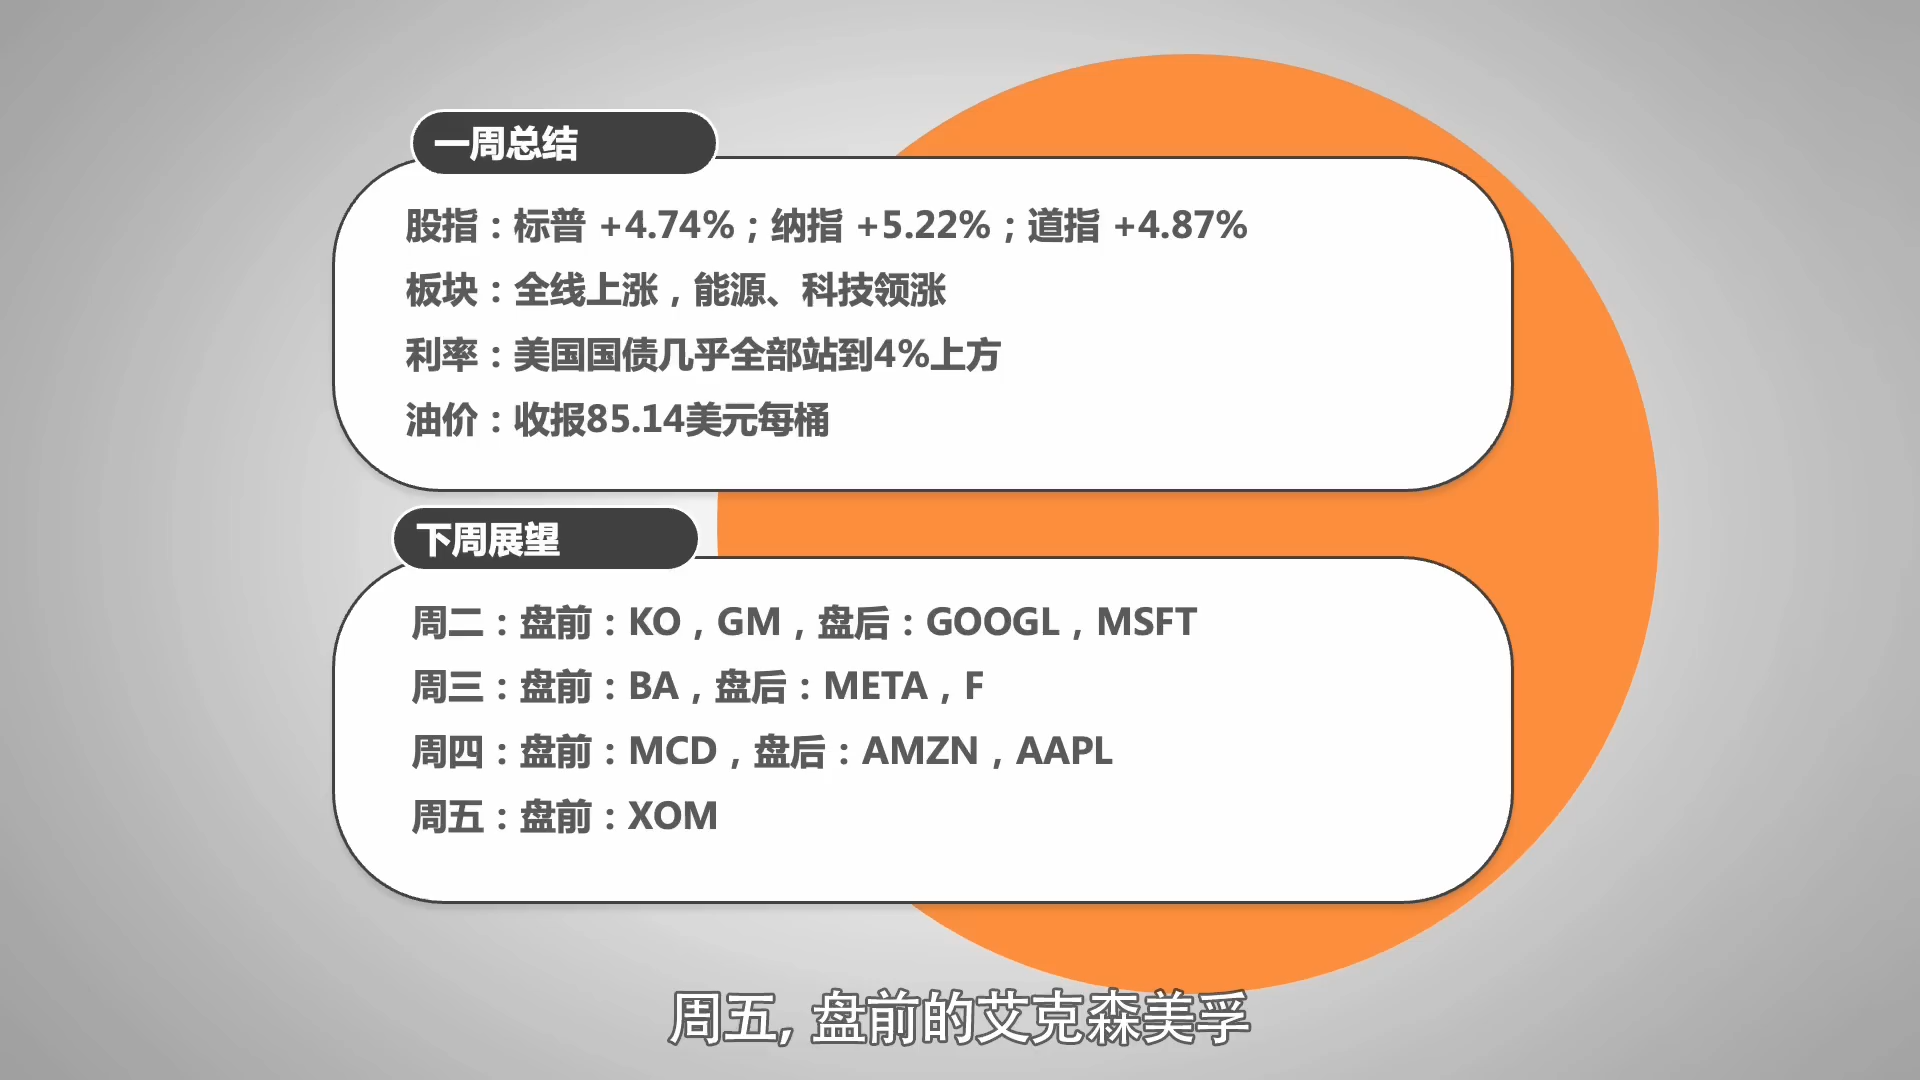 一周总结
股指：标普 +4.74%；纳指 +5.22%；道指 +4.87%
板块：全线上涨，能源、科技领涨
利率：美国国债几乎全部站到4%上方
油价：收报85.14美元每桶
下周展望
周二：盘前：KO，GM，盘后：GOOGL，MSFT
周三：盘前：BA，盘后：META，F
周四：盘前：MCD，盘后：AMZN，AAPL
周五：盘前：XOM
周五, 盘前的艾克森美孚